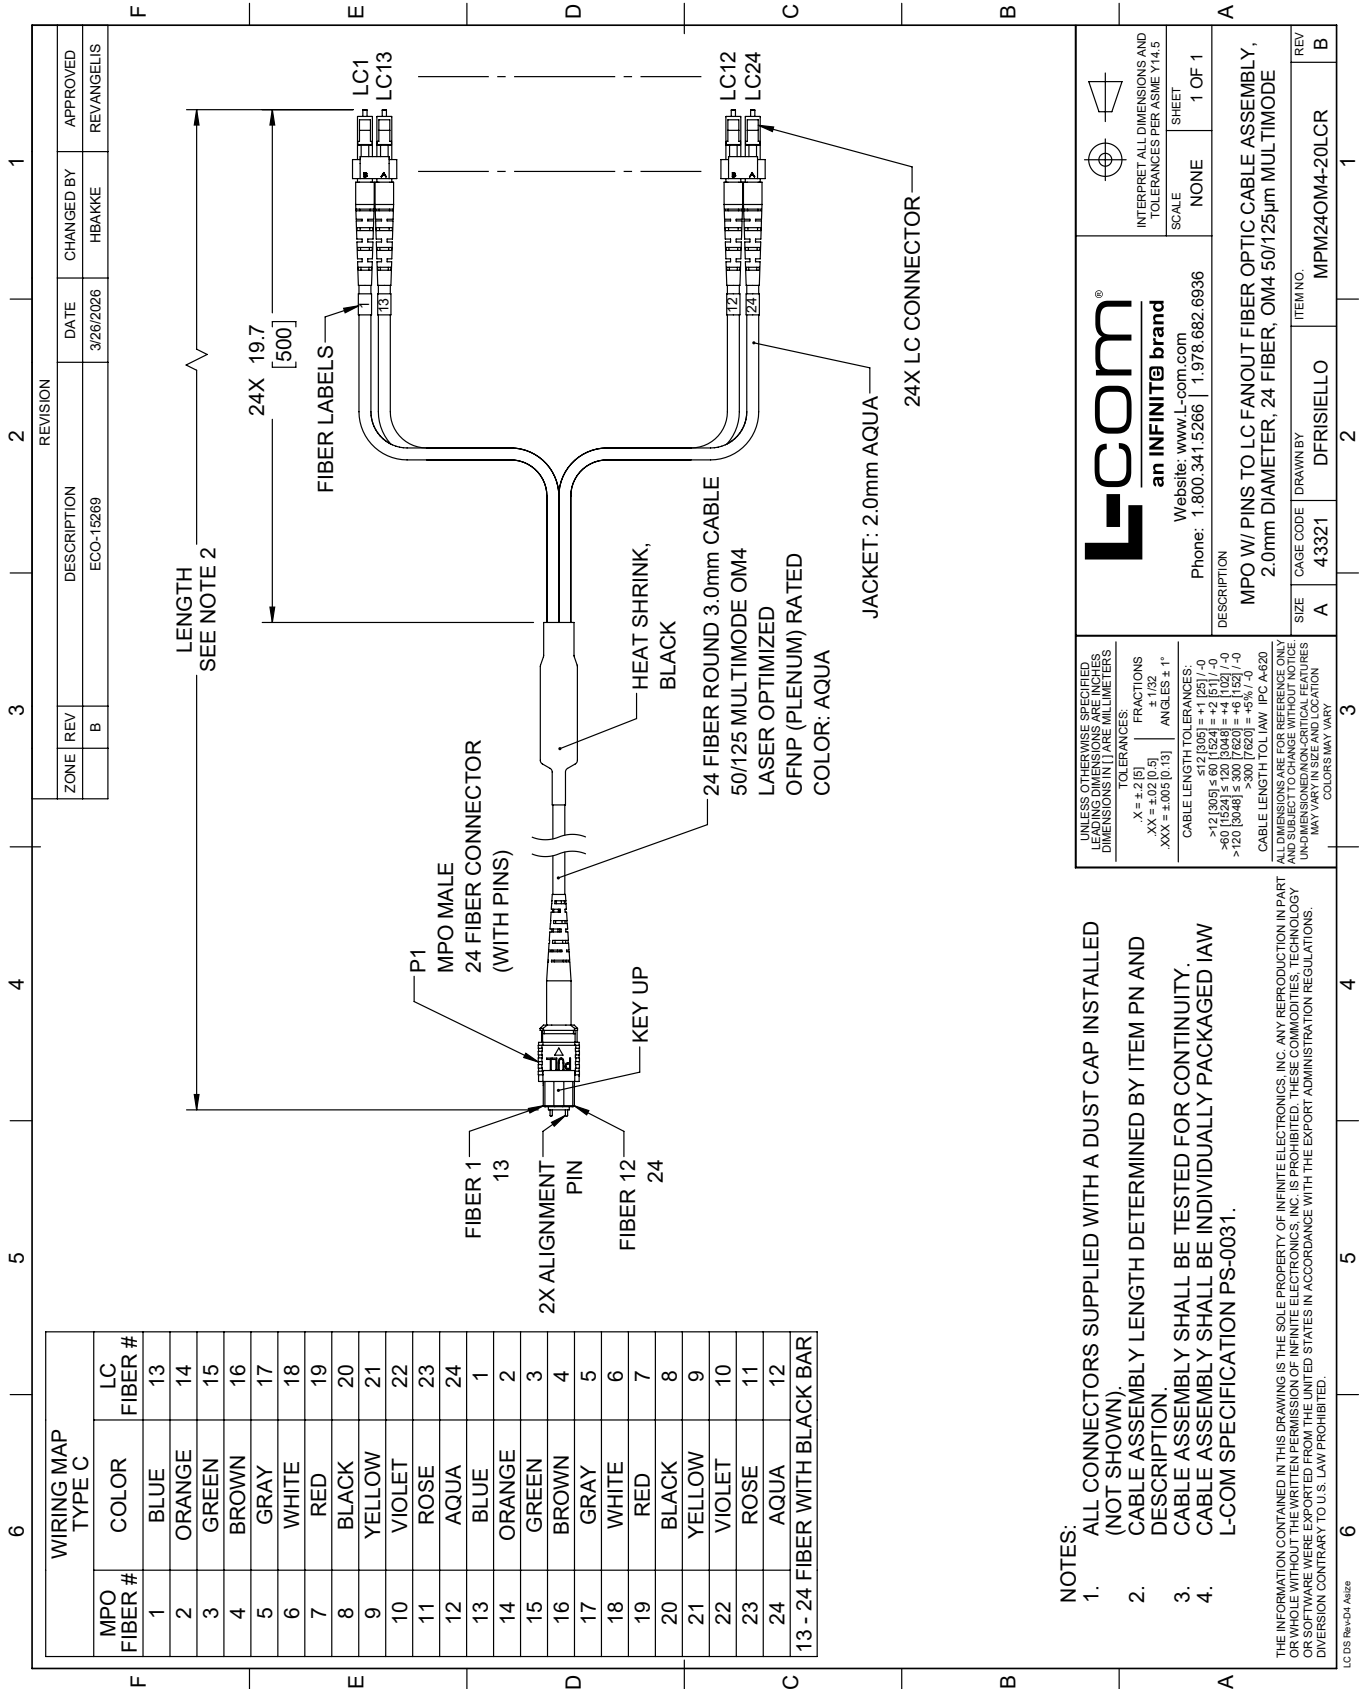 6
5
4
3
2
1
F
E
D
C
B
A
REVISION
ZONE
REV
DESCRIPTION
DATE
CHANGED BY
APPROVED
B
ECO-15269
3/26/2026
HBAKKE
REVANGELIS
WIRING MAP
TYPE C
MPO FIBER #
COLOR
LC FIBER #
1 BLUE 13
2 ORANGE 14
3 GREEN 15
4 BROWN 16
5 GRAY 17
6 WHITE 18
7 RED 19
8 BLACK 20
9 YELLOW 21
10 VIOLET 22
11 ROSE 23
12 AQUA 24
13 BLUE 1
14 ORANGE 2
15 GREEN 3
16 BROWN 4
17 GRAY 5
18 WHITE 6
19 RED 7
20 BLACK 8
21 YELLOW 9
22 VIOLET 10
23 ROSE 11
24 AQUA 12
13 - 24 FIBER WITH BLACK BAR
LENGTH
SEE NOTE 2
24X 19.7
[500]
FIBER LABELS
LC1
LC13
B
A
1
13
LC12
LC24
B
A
12
24
P1
MPO MALE
24 FIBER CONNECTOR
(WITH PINS)
FIBER 1
13
2X ALIGNMENT
PIN
FIBER 12
24
PULL
KEY UP
HEAT SHRINK,
BLACK
24 FIBER ROUND 3.0mm CABLE
50/125 MULTIMODE OM4
LASER OPTIMIZED
OFNP (PLENUM) RATED
COLOR: AQUA
JACKET: 2.0mm AQUA
24X LC CONNECTOR
NOTES:
1. ALL CONNECTORS SUPPLIED WITH A DUST CAP INSTALLED
(NOT SHOWN).
2. CABLE ASSEMBLY LENGTH DETERMINED BY ITEM PN AND
DESCRIPTION.
3. CABLE ASSEMBLY SHALL BE TESTED FOR CONTINUITY.
4. CABLE ASSEMBLY SHALL BE INDIVIDUALLY PACKAGED IAW
L-COM SPECIFICATION PS-0031.
THE INFORMATION CONTAINED IN THIS DRAWING IS THE SOLE PROPERTY OF INFINITE ELECTRONICS, INC. ANY REPRODUCTION IN PART
OR WHOLE WITHOUT THE WRITTEN PERMISSION OF INFINITE ELECTRONICS, INC. IS PROHIBITED. THESE COMMODITIES, TECHNOLOGY
OR SOFTWARE WERE EXPORTED FROM THE UNITED STATES IN ACCORDANCE WITH THE EXPORT ADMINISTRATION REGULATIONS.
DIVERSION CONTRARY TO U.S. LAW PROHIBITED.
UNLESS OTHERWISE SPECIFIED
LEADING DIMENSIONS ARE INCHES
DIMENSIONS IN [ ] ARE MILLIMETERS
TOLERANCES:
.X = ±.2 [5]
.XX = ±.02 [0.5]
.XXX = ±.005 [0.13]
FRACTIONS
± 1/32
ANGLES ± 1°
CABLE LENGTH TOLERANCES:
≤12 [305] = +1 [25] / -0
>12 [305] ≤ 60 [1524] = +2 [51] / -0
>60 [1524] ≤ 120 [3048] = +4 [102] / -0
>120 [3048] ≤ 300 [7620] = +6 [152] / -0
>300 [7620] = +5% / -0
CABLE LENGTH TOL IAW IPC A-620
ALL DIMENSIONS ARE FOR REFERENCE ONLY
AND SUBJECT TO CHANGE WITHOUT NOTICE.
UN-DIMENSIONED/NON-CRITICAL FEATURES
MAY VARY IN SIZE AND LOCATION
COLORS MAY VARY
L-com®
an INFINITE brand
Website: www.L-com.com
Phone: 1.800.341.5266 | 1.978.682.6936
INTERPRET ALL DIMENSIONS AND
TOLERANCES PER ASME Y14.5
SCALE
NONE
SHEET
1 OF 1
DESCRIPTION
MPO W/ PINS TO LC FANOUT FIBER OPTIC CABLE ASSEMBLY,
2.0mm DIAMETER, 24 FIBER, OM4 50/125µm MULTIMODE
SIZE
A
CAGE CODE
43321
DRAWN BY
DFRISIELLO
ITEM NO.
MPM24OM4-20LCR
REV
B
F
E
D
C
B
A
6
5
4
3
2
1
LC DS Rev-D4 Asize